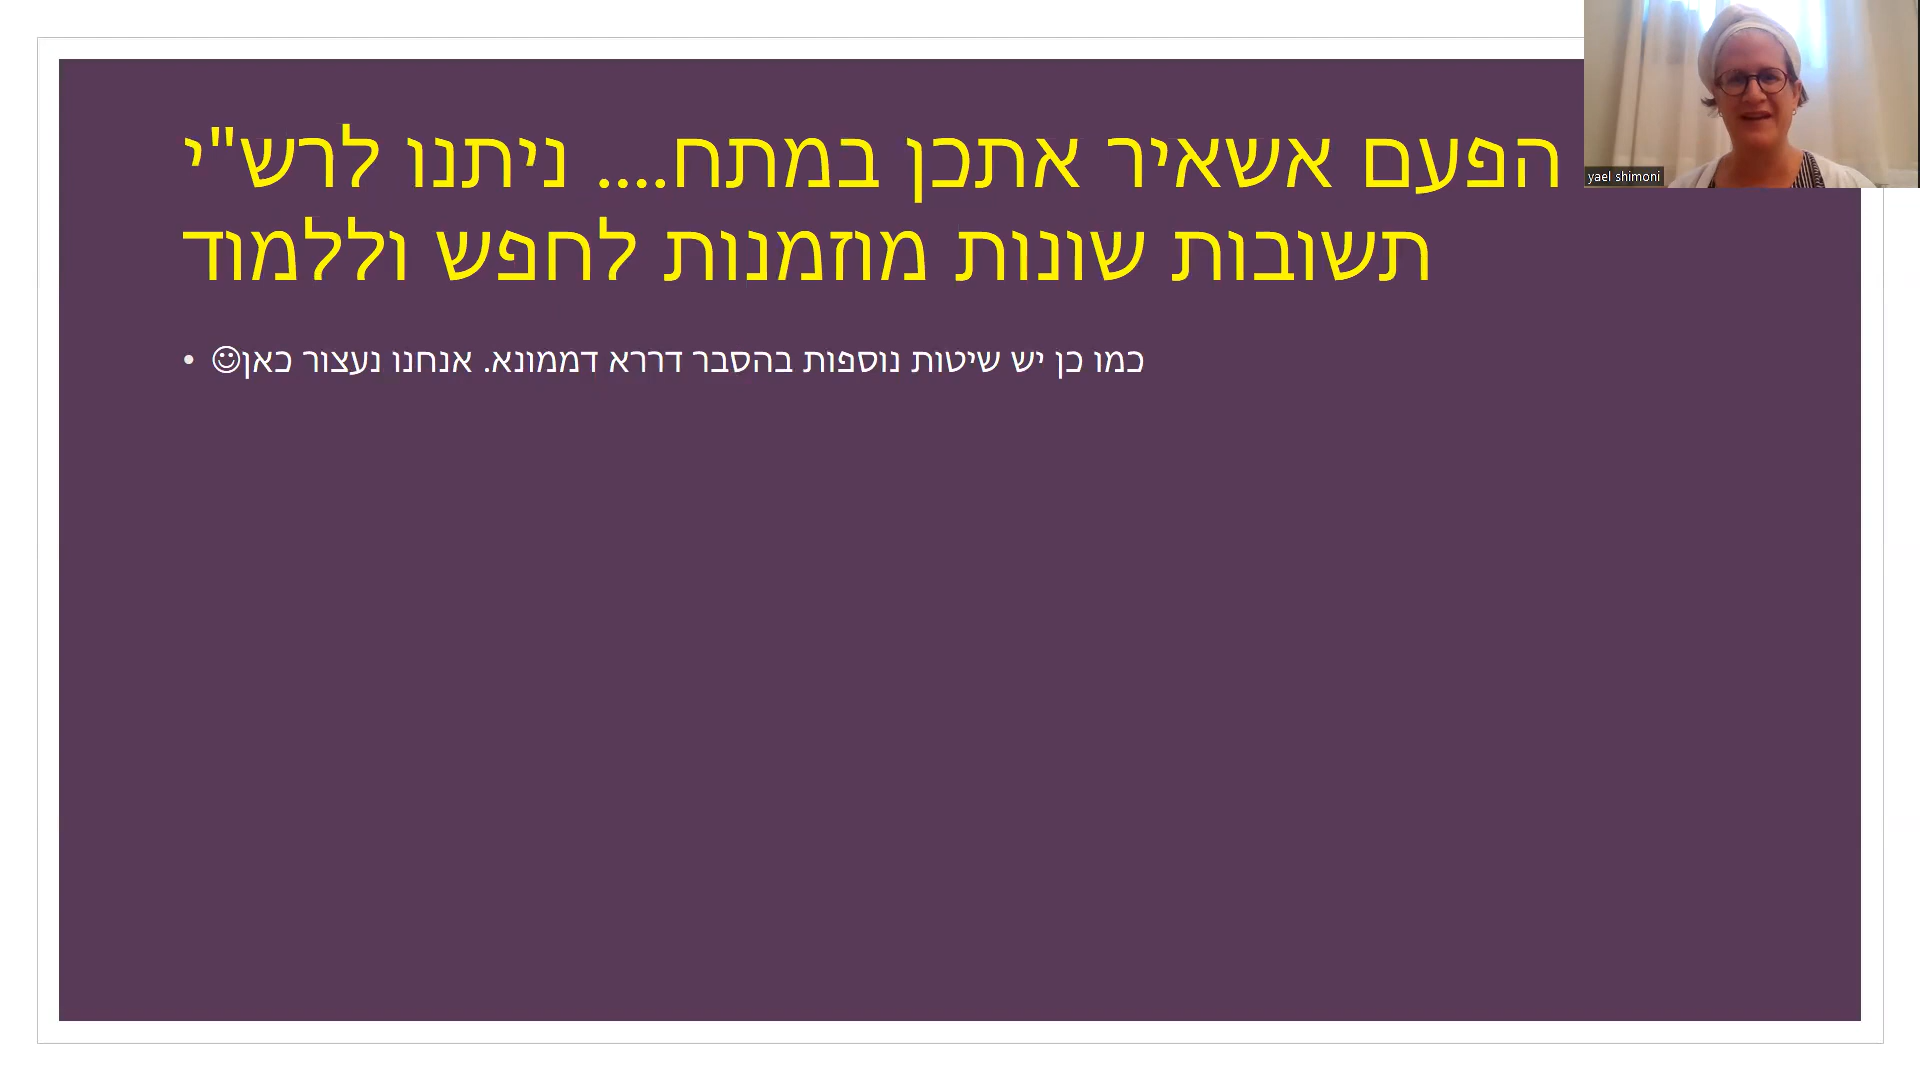 הפעם אשאיר אתכן במתח.... ניתנו לרש"י
תשובות שונות מוזמנות לחפש וללמוד
• כמו כן יש שיטות נוספות בהסבר דררא דממונא. אנחנו נעצור כאן☺
yael shimoni